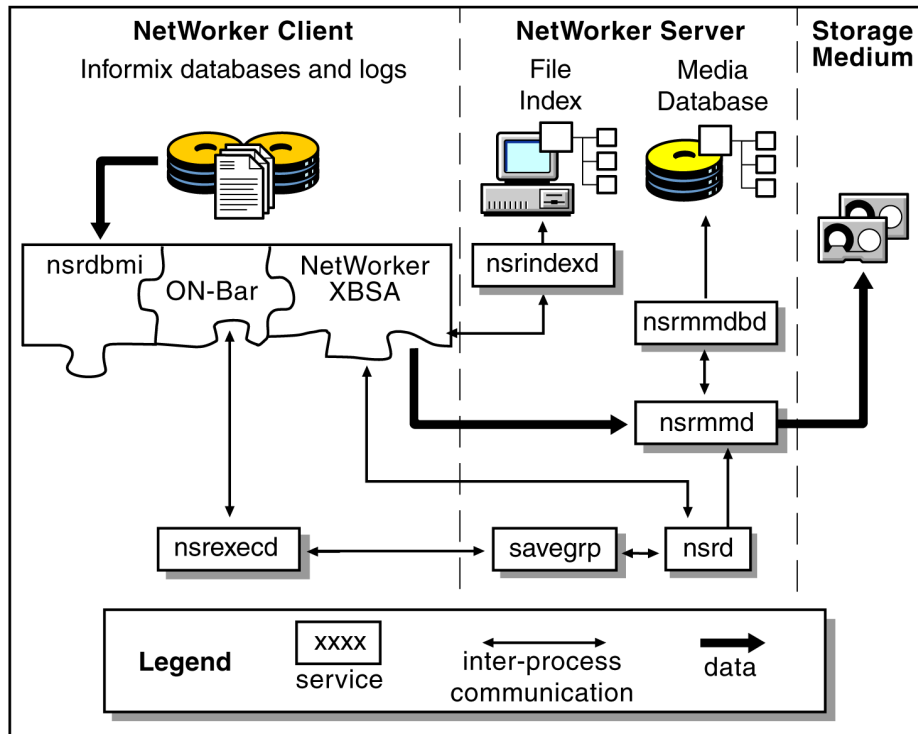 NetWorker Client
Informix databases and logs
NetWorker Server
File
Index
Media
Database
Storage
Medium
nsrdbmi
ON-Bar
NetWorker
XBSA
nsrindexd
nsrmmdbd
nsrmmd
nsrexecd
savegrp
nsrd
Legend
xxxx
service
inter-process
communication
data